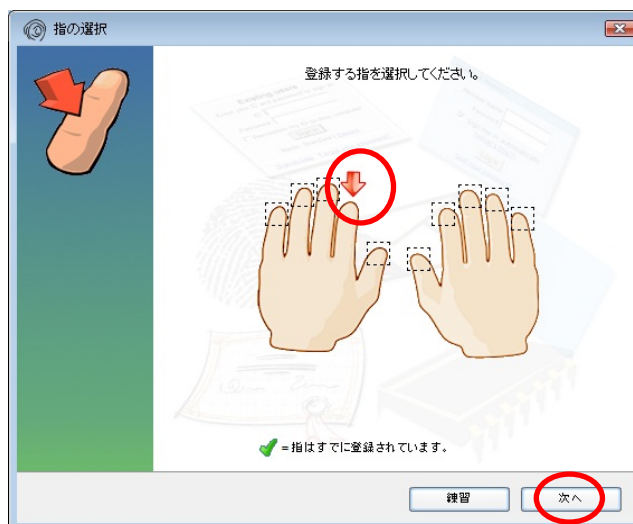 指の選択
登録する指を選択してください。
=指はすでに登録されています。
練習
次へ